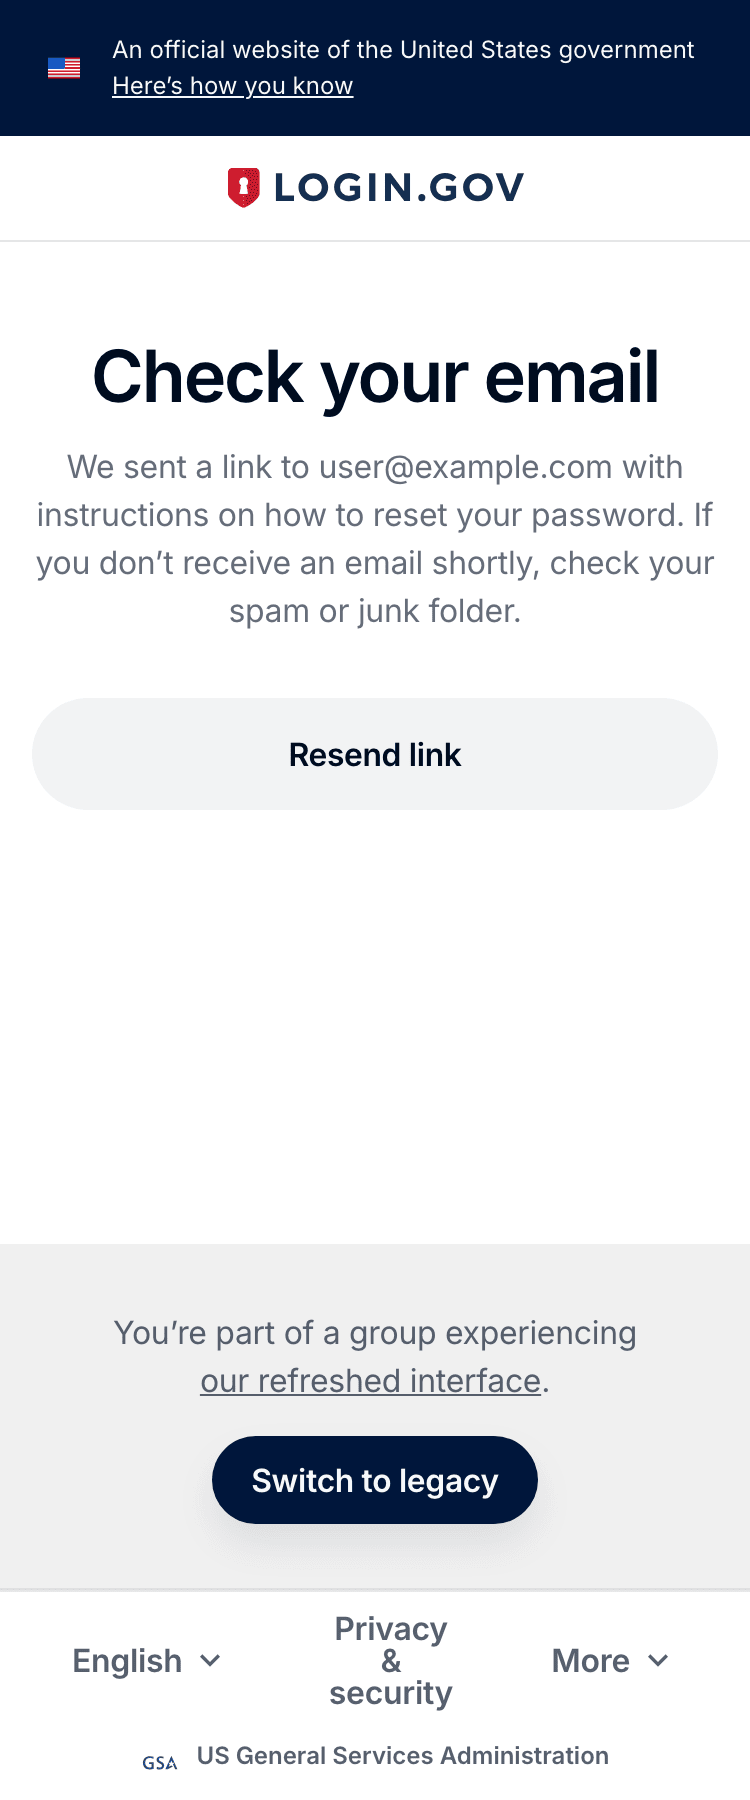 An official website of the United States government
Here’s how you know
LOGIN.GOV
Check your email
We sent a link to user@example.com with
instructions on how to reset your password. If
you don’t receive an email shortly, check your
spam or junk folder.
Resend link
You’re part of a group experiencing
our refreshed interface.
Switch to legacy
English
Privacy
&
security
More
GSA US General Services Administration